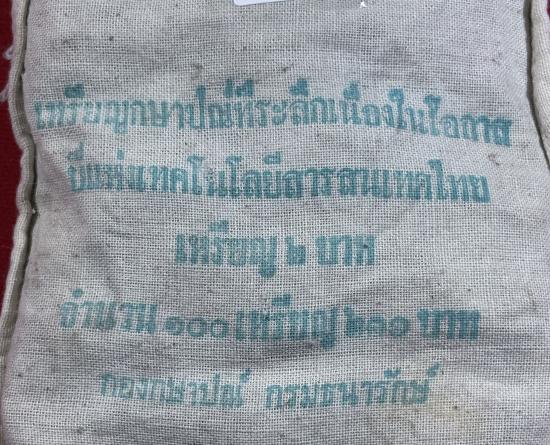 เหรียญกษาปณ์ที่ระลึกเนื่องในโอกาส
ปีแห่งเทคโนโลยีสารสนเทศไทย
เหรียญ ๒ บาท
จำนวน ๑๐๐ เหรียญ ๒๐๐ บาท
กองกษาปณ์ กรมธนารักษ์